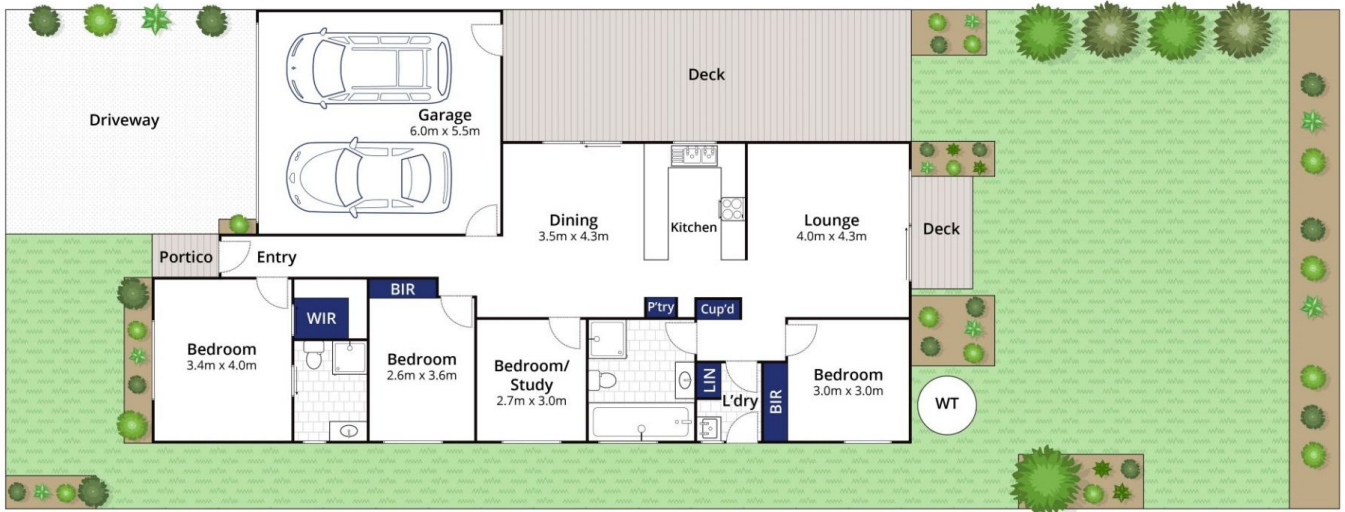 Driveway
Garage
6.0m x 5.5m
Deck
Dining
3.5m x 4.3m
Kitchen
Lounge
4.0m x 4.3m
Deck
Portico
Entry
BIR
WIR
P'try
Cup'd
Bedroom
3.4m x 4.0m
Bedroom
2.6m x 3.6m
Bedroom/
Study
2.7m x 3.0m
LIN
L'dry
BIR
Bedroom
3.0m x 3.0m
WT